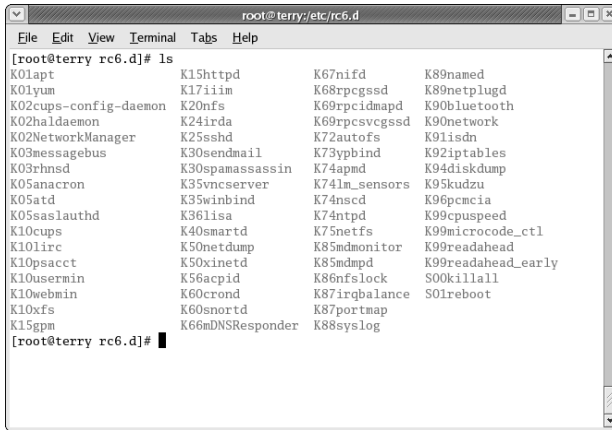 root@terry:/etc/rc6.d
File Edit View Terminal Tabs Help
[root@terry rc6.d]# ls
K01apt K15httpd K67nifd K89named
K01yum K17iiim K68rpcgssd K89netplugd
K02cups-config-daemon K20nfs K69rpcidmapd K90bluetooth
K02haldaemon K24irda K69rpcsvcgssd K90network
K02NetworkManager K25sshd K72autofs K91isdn
K03messagebus K30sendmail K73ypbind K92iptables
K03rhnsd K30spamassassin K74apmd K94diskdump
K05anacron K35vncserver K74lm_sensors K95kudzu
K05atd K35winbind K74nscd K96pcmcia
K05saslauthd K36lisa K74ntpd K99cpuspeed
K10cups K40smartd K75netfs K99microcode_ctl
K10lirc K50netdump K85mdmonitor K99readahead
K10psacct K50xinetd K85mdmpd K99readahead_early
K10usermin K56acpid K86nfslock S00killall
K10webmin K60crond K87irqbalance S01reboot
K10xfs K60snortd K87portmap
K15gpm K66mDNSResponder K88syslog
[root@terry rc6.d]#